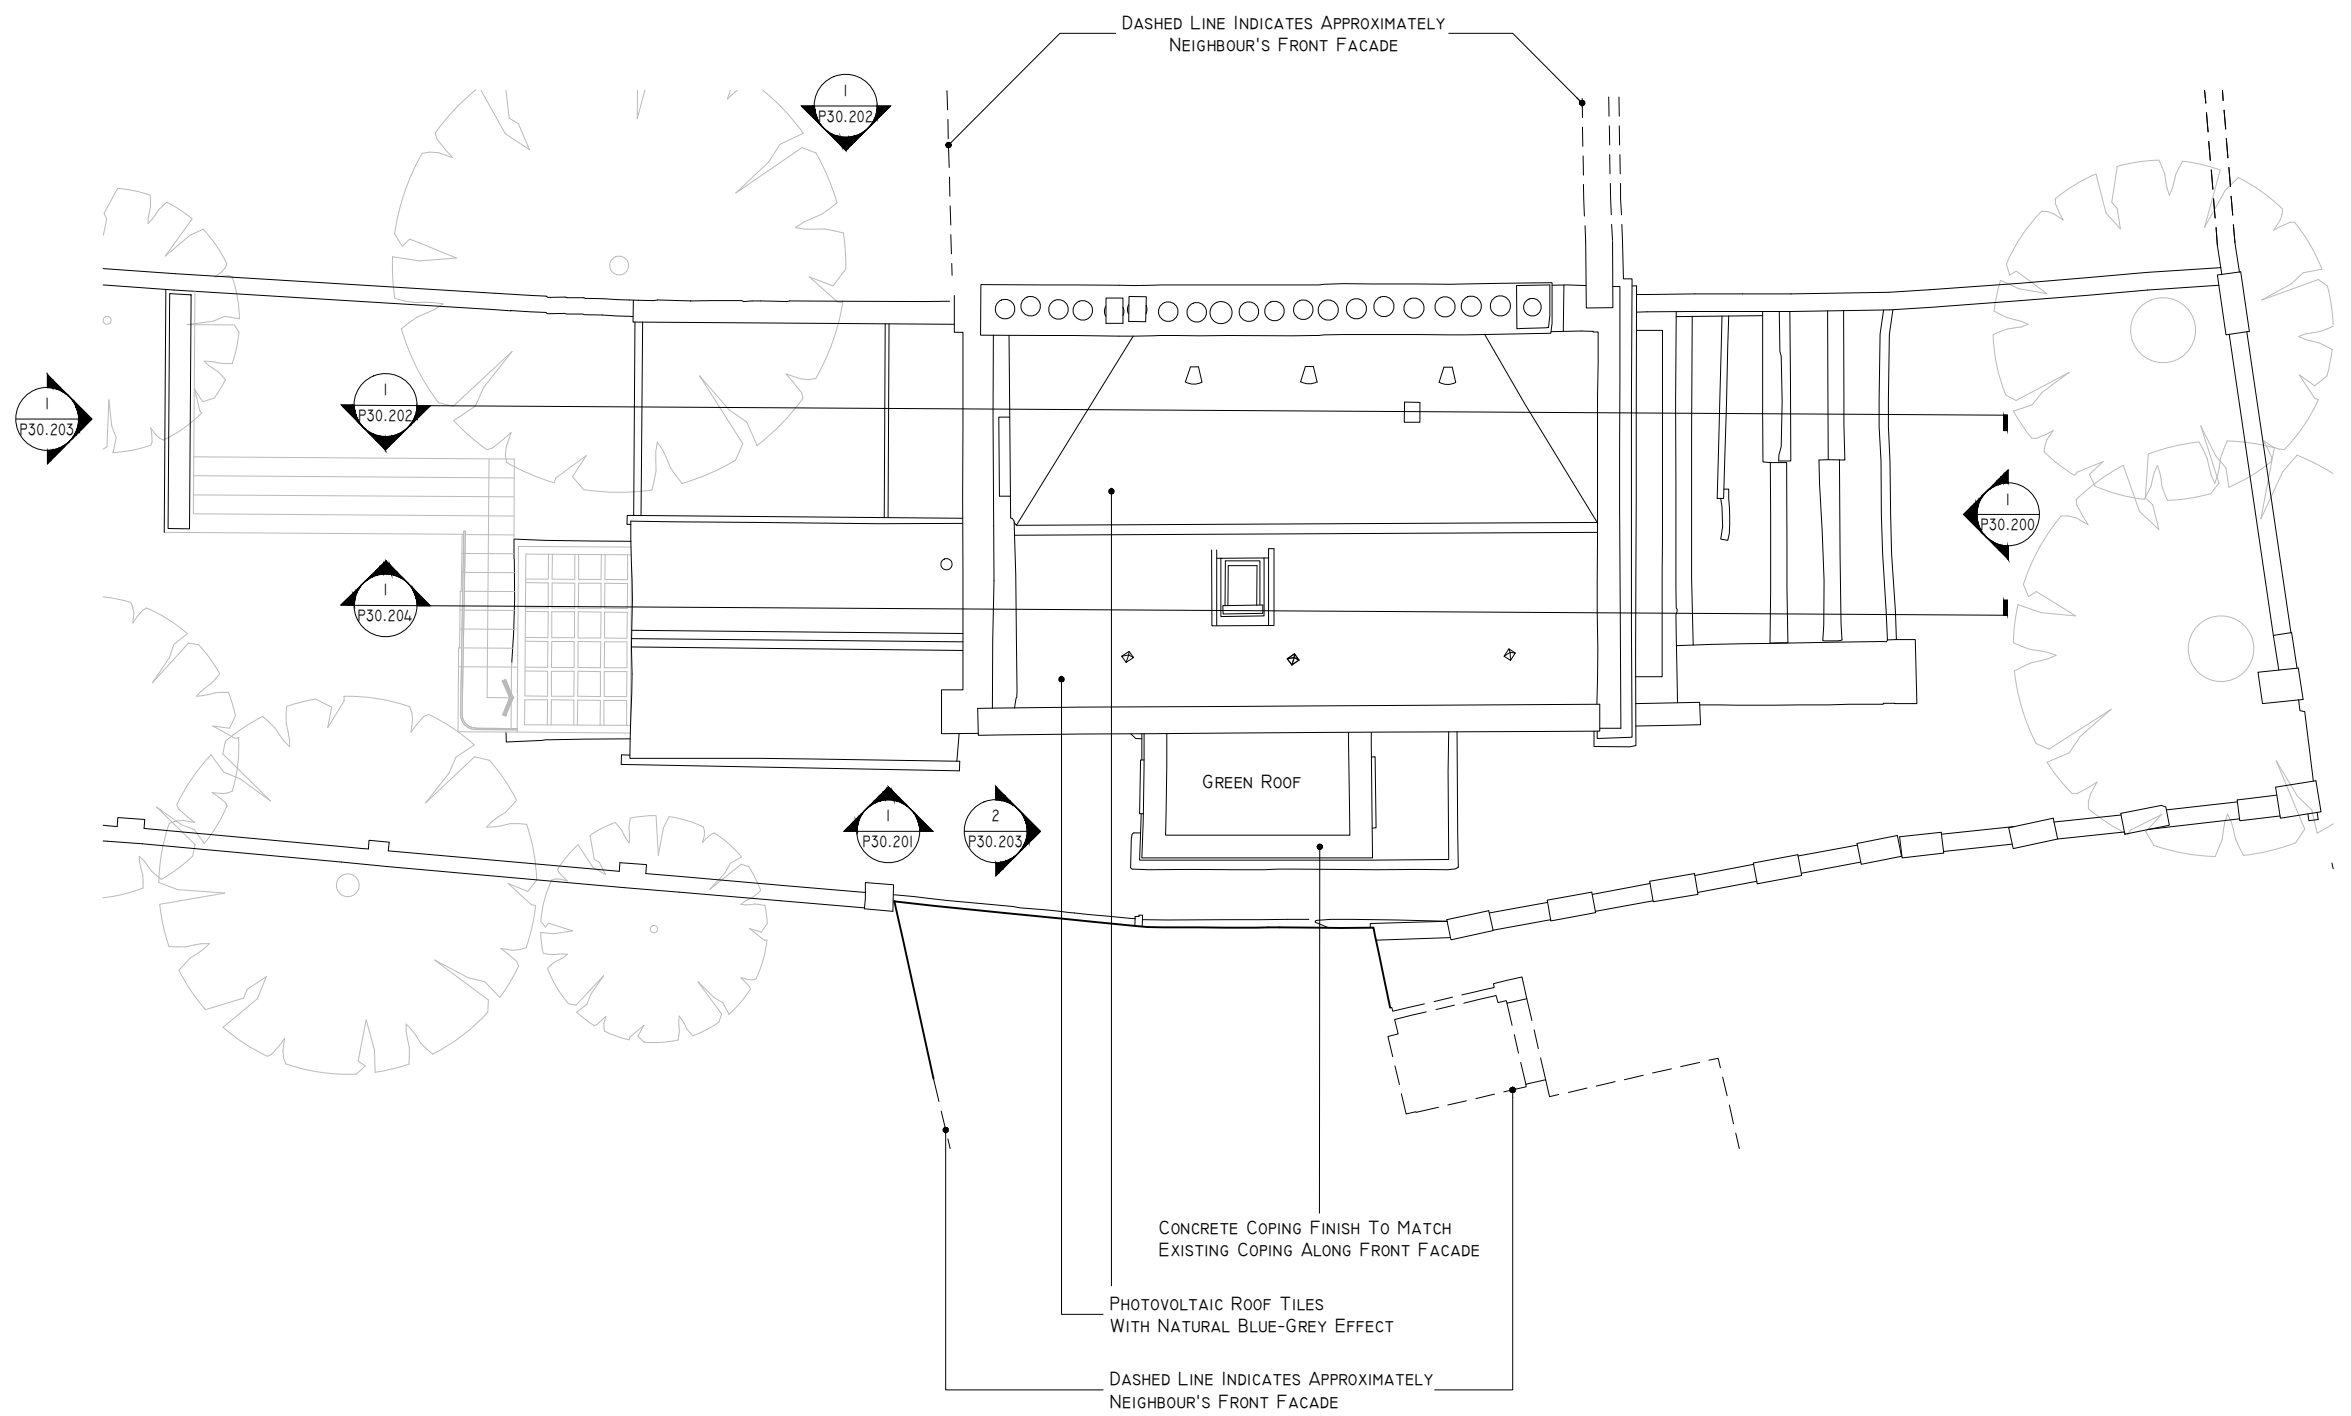 DASHED LINE INDICATES APPROXIMATELY
NEIGHBOUR'S FRONT FACADE
1
P30.202
1
P30.203
1
P30.202
1
P30.200
1
P30.204
GREEN ROOF
1
P30.201
2
P30.203
CONCRETE COPING FINISH TO MATCH
EXISTING COPING ALONG FRONT FACADE
PHOTOVOLTAIC ROOF TILES
WITH NATURAL BLUE-GREY EFFECT
DASHED LINE INDICATES APPROXIMATELY
NEIGHBOUR'S FRONT FACADE